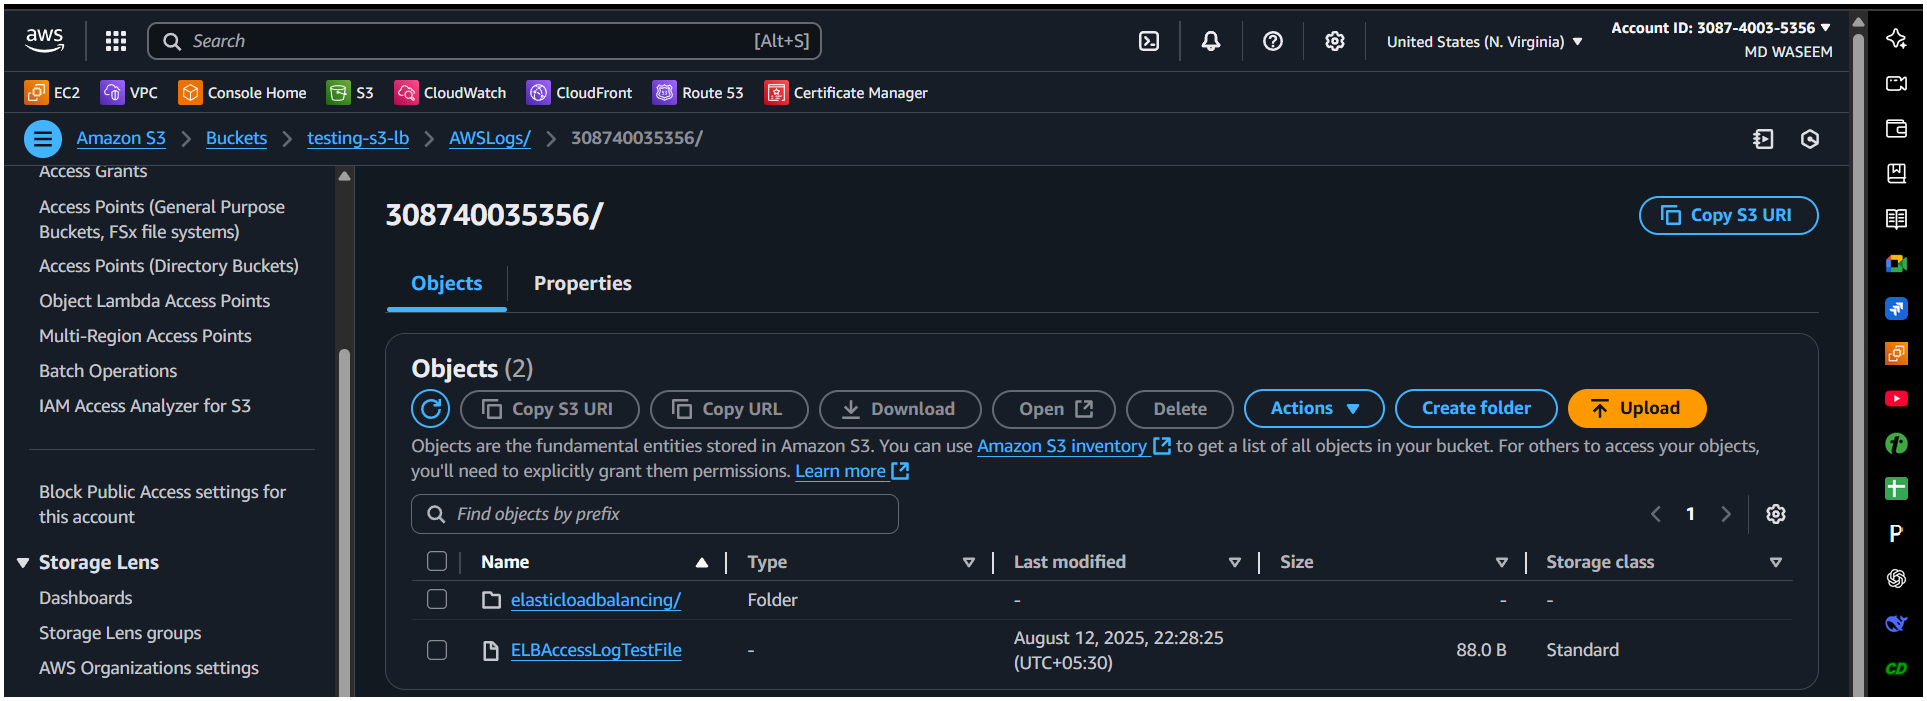 aws
Search
[Alt+S]
United States (N. Virginia)
Account ID: 3087-4003-5356
MD WASEEM
EC2
VPC
Console Home
S3
CloudWatch
CloudFront
Route 53
Certificate Manager
Amazon S3
Buckets
testing-s3-lb
AWSLogs/
308740035356/
Access Grants
Access Points (General Purpose
Buckets, FSx file systems)
Access Points (Directory Buckets)
Object Lambda Access Points
Multi-Region Access Points
Batch Operations
IAM Access Analyzer for S3
Block Public Access settings for
this account
Storage Lens
Dashboards
Storage Lens groups
AWS Organizations settings
308740035356/
Copy S3 URI
Objects
Properties
Objects (2)
Copy S3 URI
Copy URL
Download
Open
Delete
Actions
Create folder
Upload
Objects are the fundamental entities stored in Amazon S3. You can use Amazon S3 inventory to get a list of all objects in your bucket. For others to access your objects,
you'll need to explicitly grant them permissions. Learn more
Find objects by prefix
1
Name
Type
Last modified
Size
Storage class
elasticloadbalancing/
Folder
-
-
-
ELBAccessLogTestFile
-
August 12, 2025, 22:28:25
(UTC+05:30)
88.0 B
Standard
P
CD